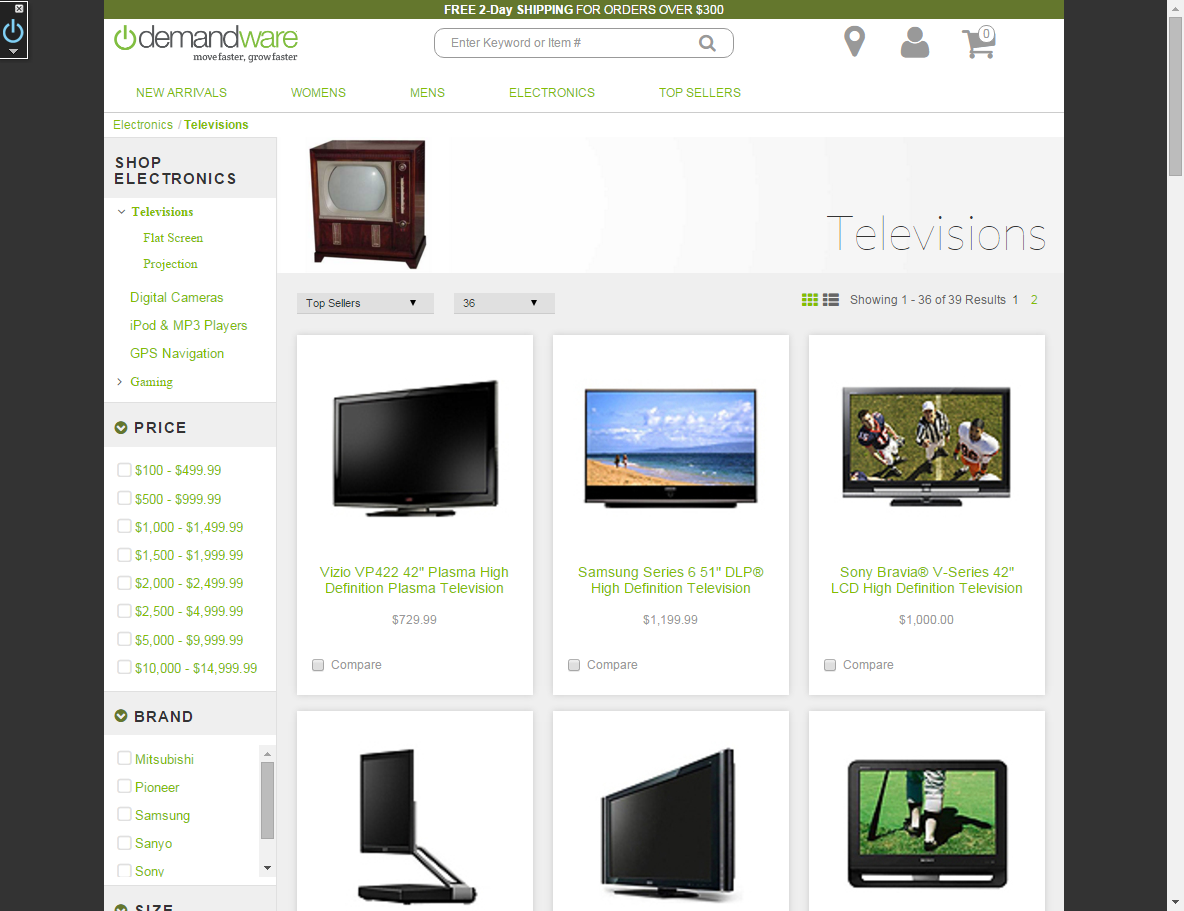 FREE 2-Day SHIPPING FOR ORDERS OVER $300
demandware
move faster, grow faster
Enter Keyword or Item #
0
NEW ARRIVALS WOMENS MENS ELECTRONICS TOP SELLERS
Electronics / Televisions
SHOP
ELECTRONICS
Televisions
Flat Screen
Projection
Digital Cameras
iPod & MP3 Players
GPS Navigation
Gaming
PRICE
$100 - $499.99
$500 - $999.99
$1,000 - $1,499.99
$1,500 - $1,999.99
$2,000 - $2,499.99
$2,500 - $4,999.99
$5,000 - $9,999.99
$10,000 - $14,999.99
BRAND
Mitsubishi
Pioneer
Samsung
Sanyo
Sony
SIZE
Televisions
Top Sellers 36 Showing 1 - 36 of 39 Results 1 2
Vizio VP422 42" Plasma High
Definition Plasma Television
$729.99
Compare
Samsung Series 6 51" DLP®
High Definition Television
$1,199.99
Compare
Sony Bravia® V-Series 42"
LCD High Definition Television
$1,000.00
Compare